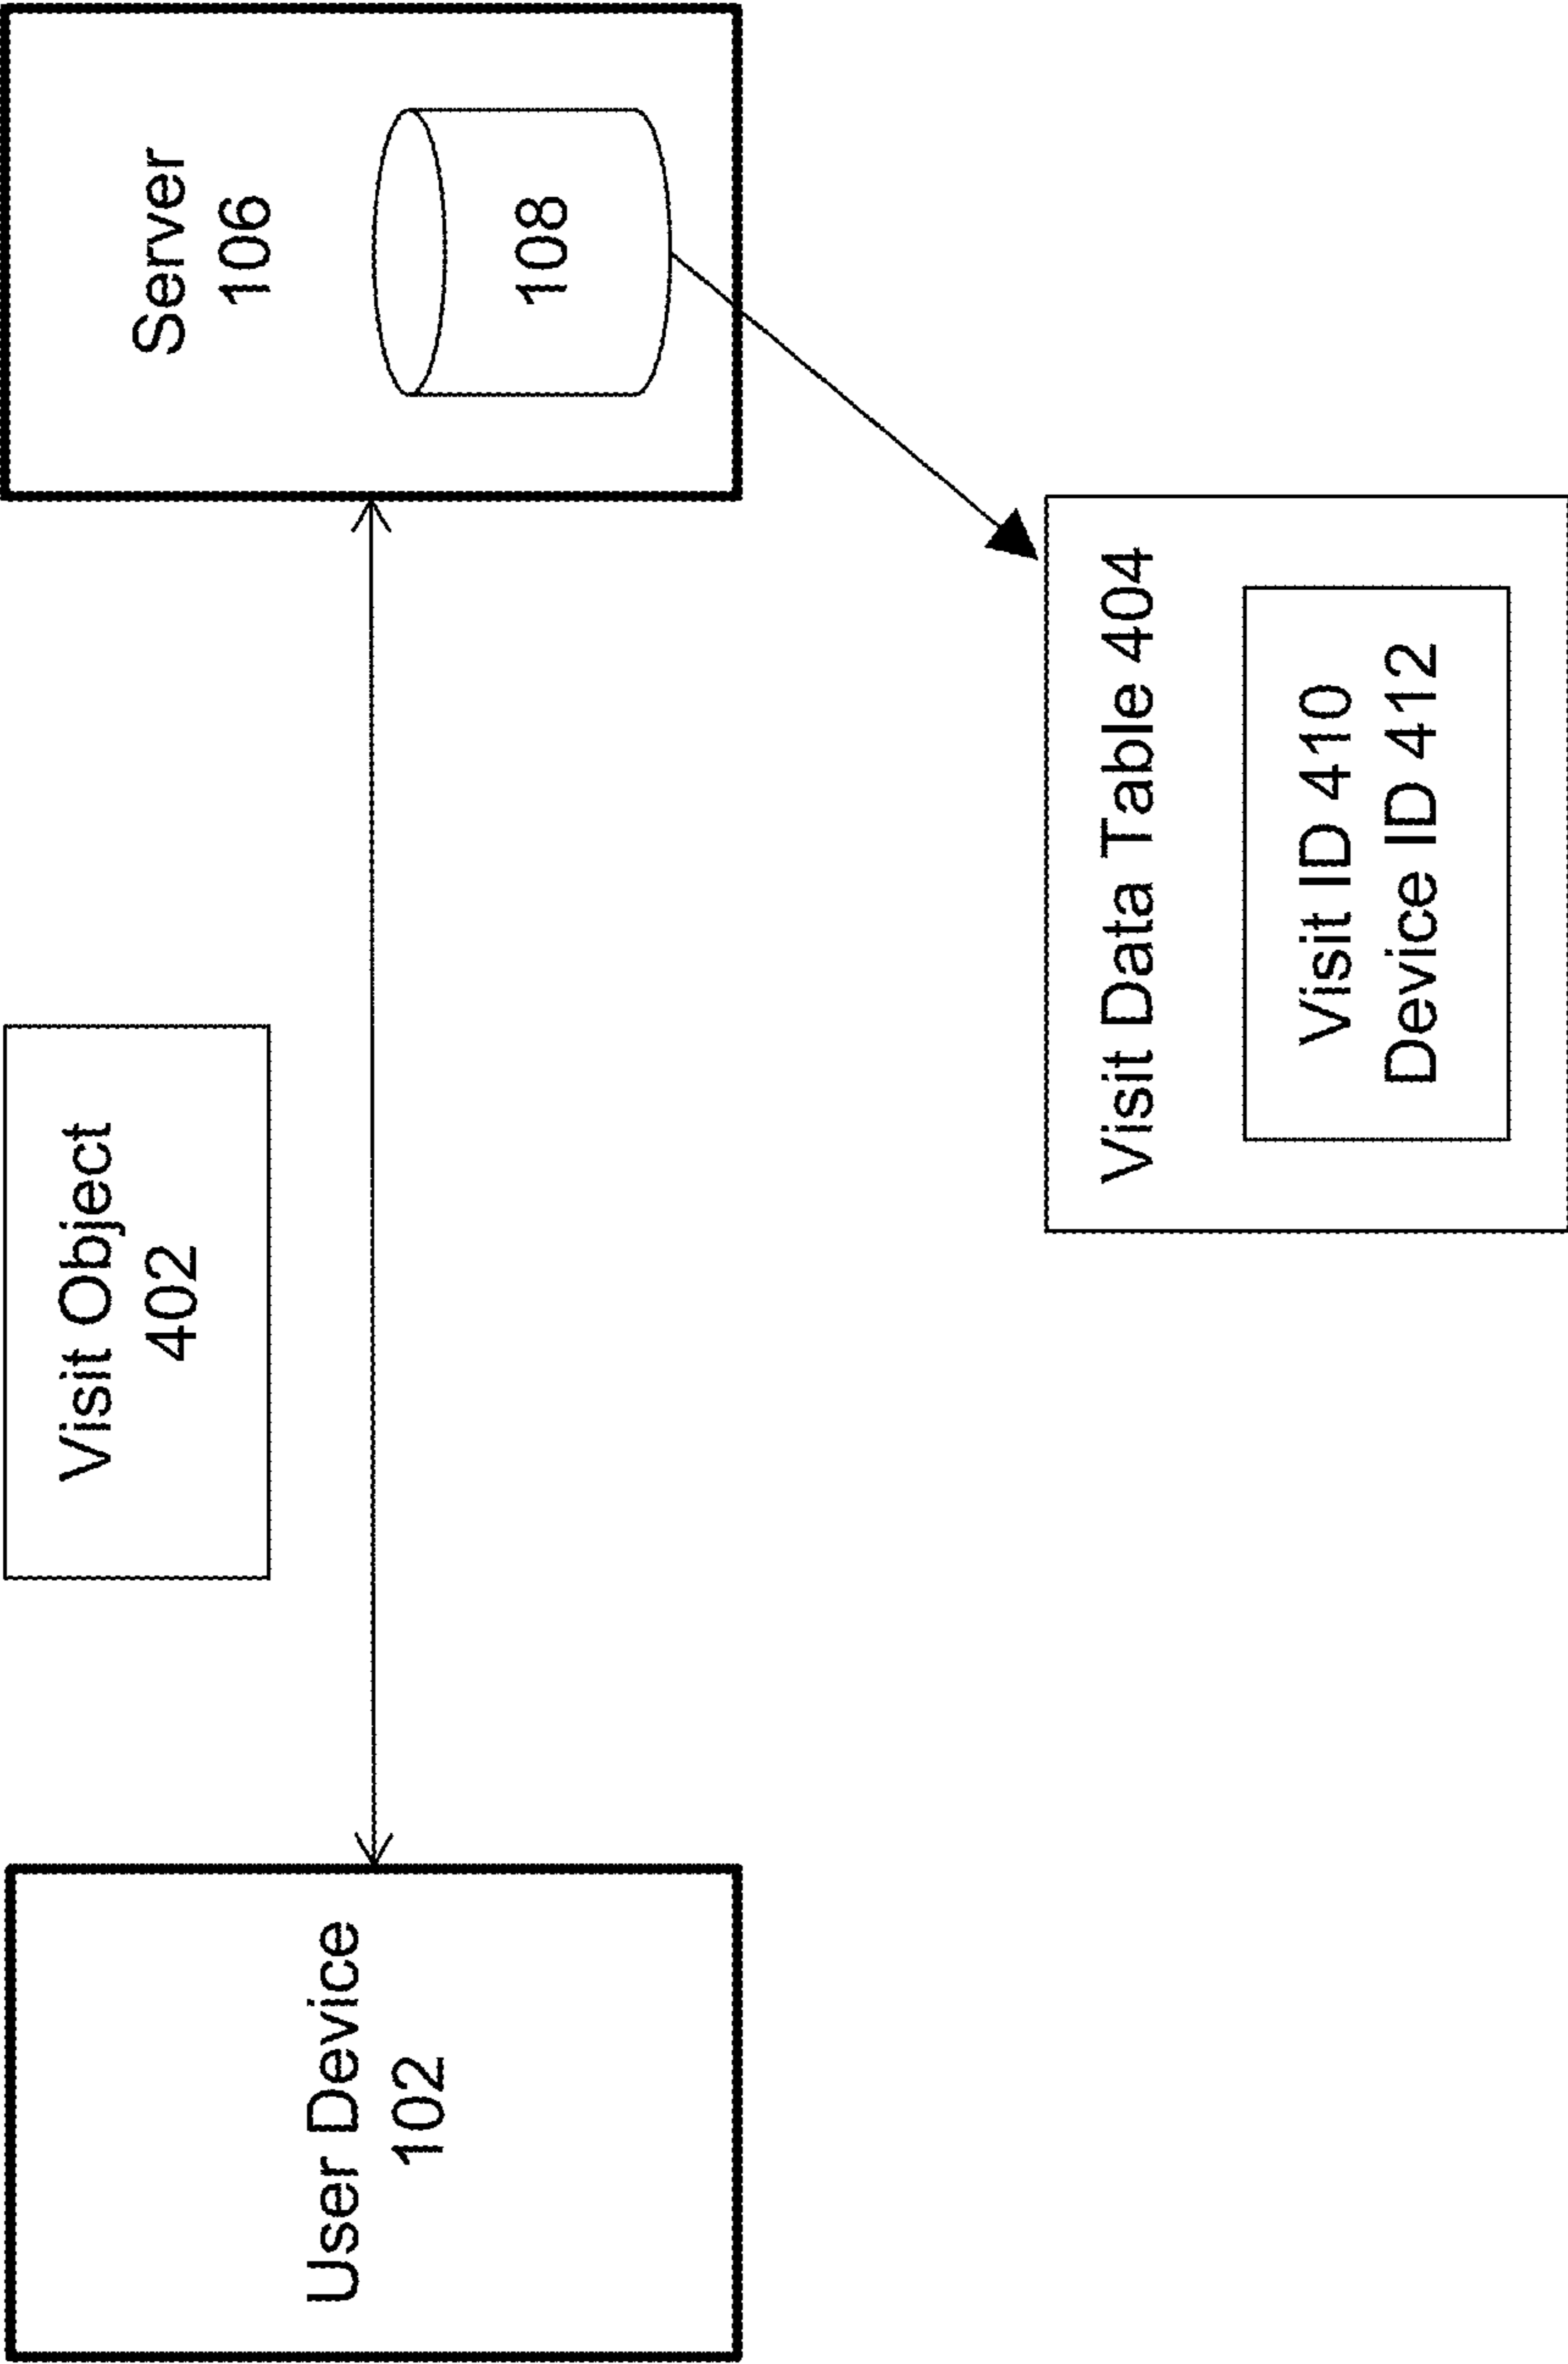 User Device
102
Visit Object
402
Server
106
108
Visit Data Table 404
Visit ID 410
Device ID 412